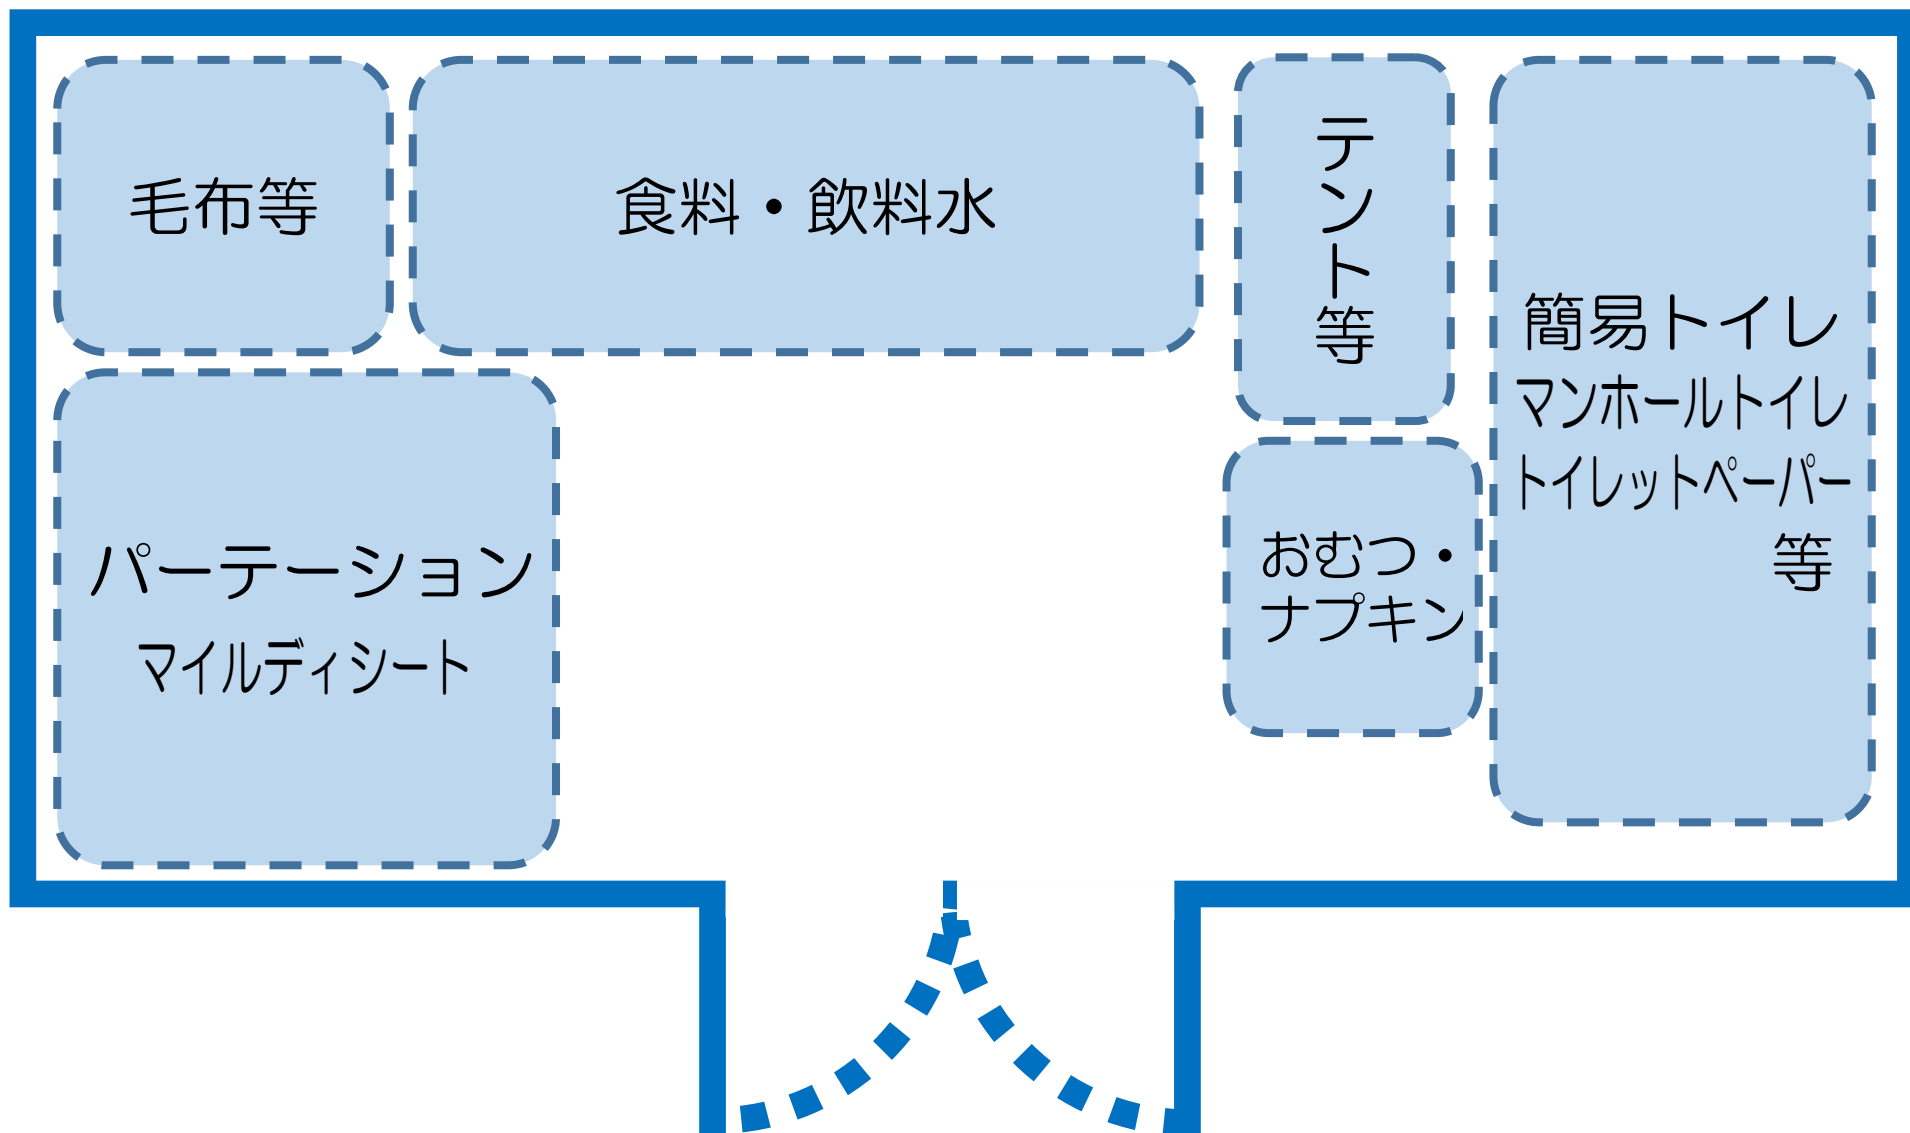 毛布等
食料・飲料水
テント等
簡易トイレ
マンホールトイレ
トイレットペーパー
等
パーテーション
マイルディシート
おむつ・
ナプキン